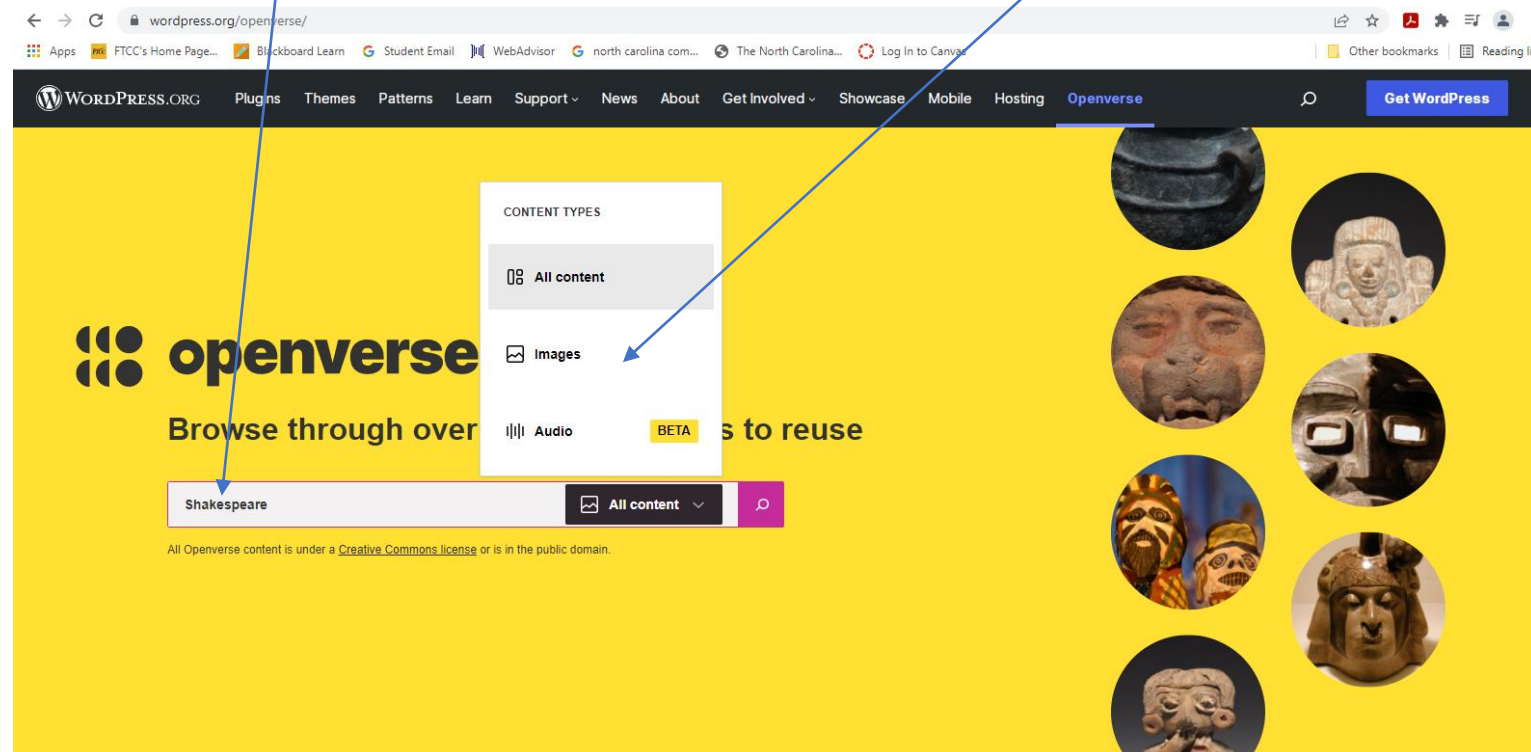 wordpress.org/openverse/
Apps FTCC's Home Page... Blackboard Learn G Student Email WebAdvisor G north carolina com... The North Carolina... Log In to Canvas Other bookmarks Reading li
WORDPRESS.ORG Plugins Themes Patterns Learn Support News About Get Involved Showcase Mobile Hosting Openverse Get WordPress
CONTENT TYPES
All content
openverse
Images
Browse through over
Audio BETA
s to reuse
Shakespeare All content
All Openverse content is under a Creative Commons license or is in the public domain.